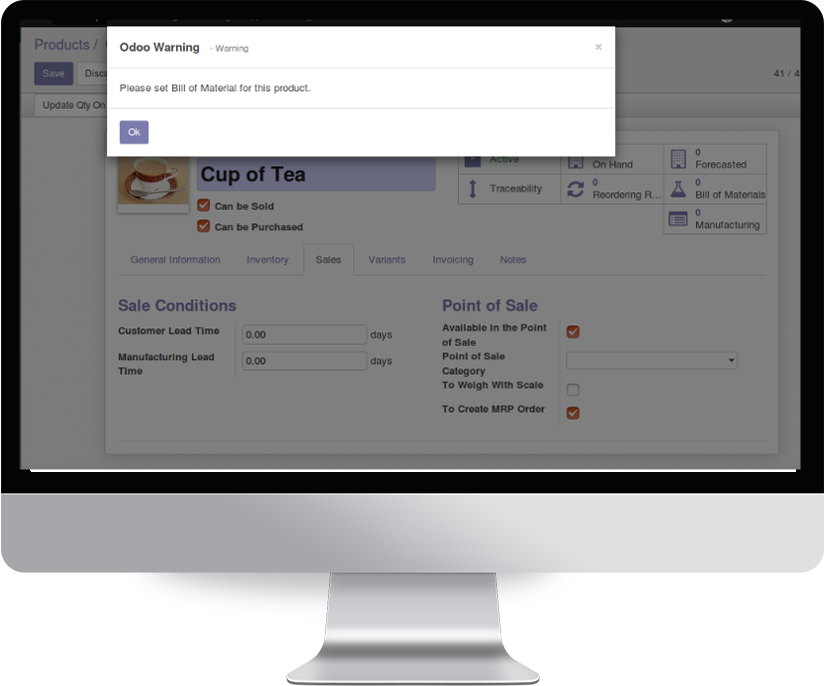 Odoo Warning - Warning ×
Products /
Save Disca
41 / 4
Please set Bill of Material for this product.
Update Qty On
Ok
Cup of Tea
Active
On Hand
0
Forecasted
Traceability
0
Reordering R...
0
Bill of Materials
0
Manufacturing
Can be Sold
Can be Purchased
General Information Inventory Sales Variants Invoicing Notes
Sale Conditions
Customer Lead Time 0.00 days
Manufacturing Lead
Time
0.00 days
Point of Sale
Available in the Point
of Sale
Point of Sale
Category
To Weigh With Scale
To Create MRP Order